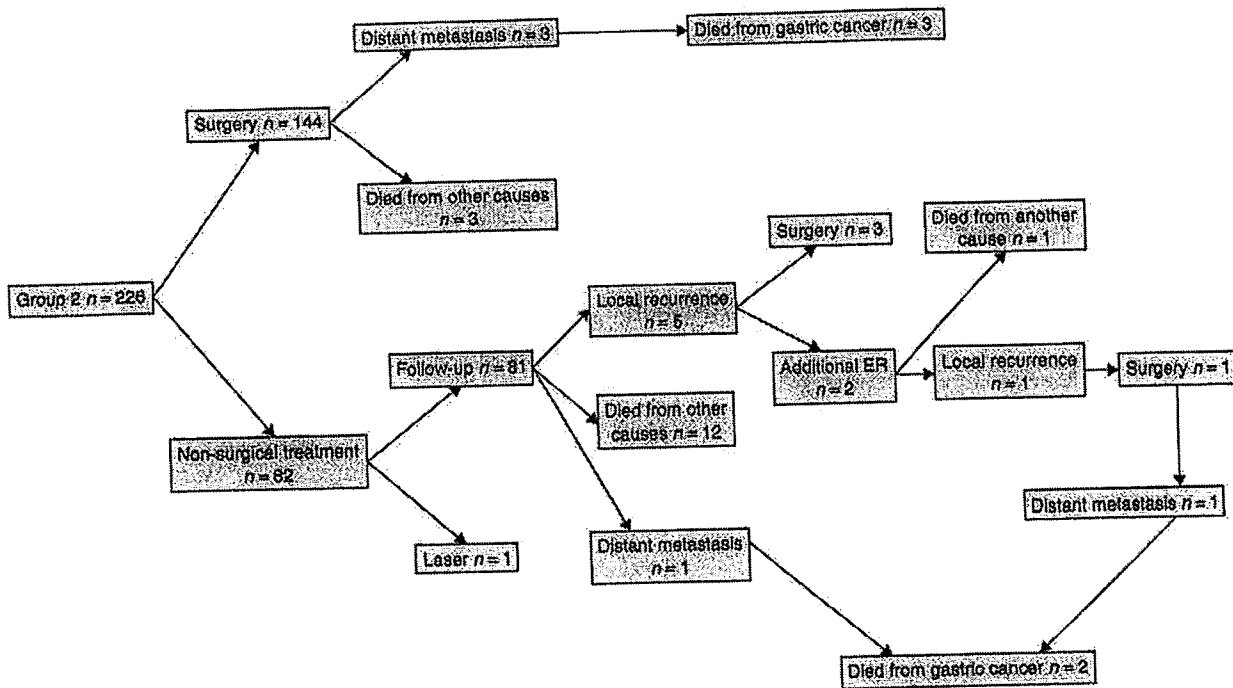 Distant metastasis n = 3
Died from gastric cancer n = 3
Surgery n = 144
Died from other causes
n = 3
Surgery n = 3
Died from another
cause n = 1
Group 2 n = 226
Local recurrence
n = 5
Follow-up n = 81
Additional ER
n = 2
Local recurrence
n = 1
Surgery n = 1
Died from other
causes n = 12
Non-surgical treatment
n = 82
Distant metastasis n = 1
Laser n = 1
Distant metastasis
n = 1
Died from gastric cancer n = 2